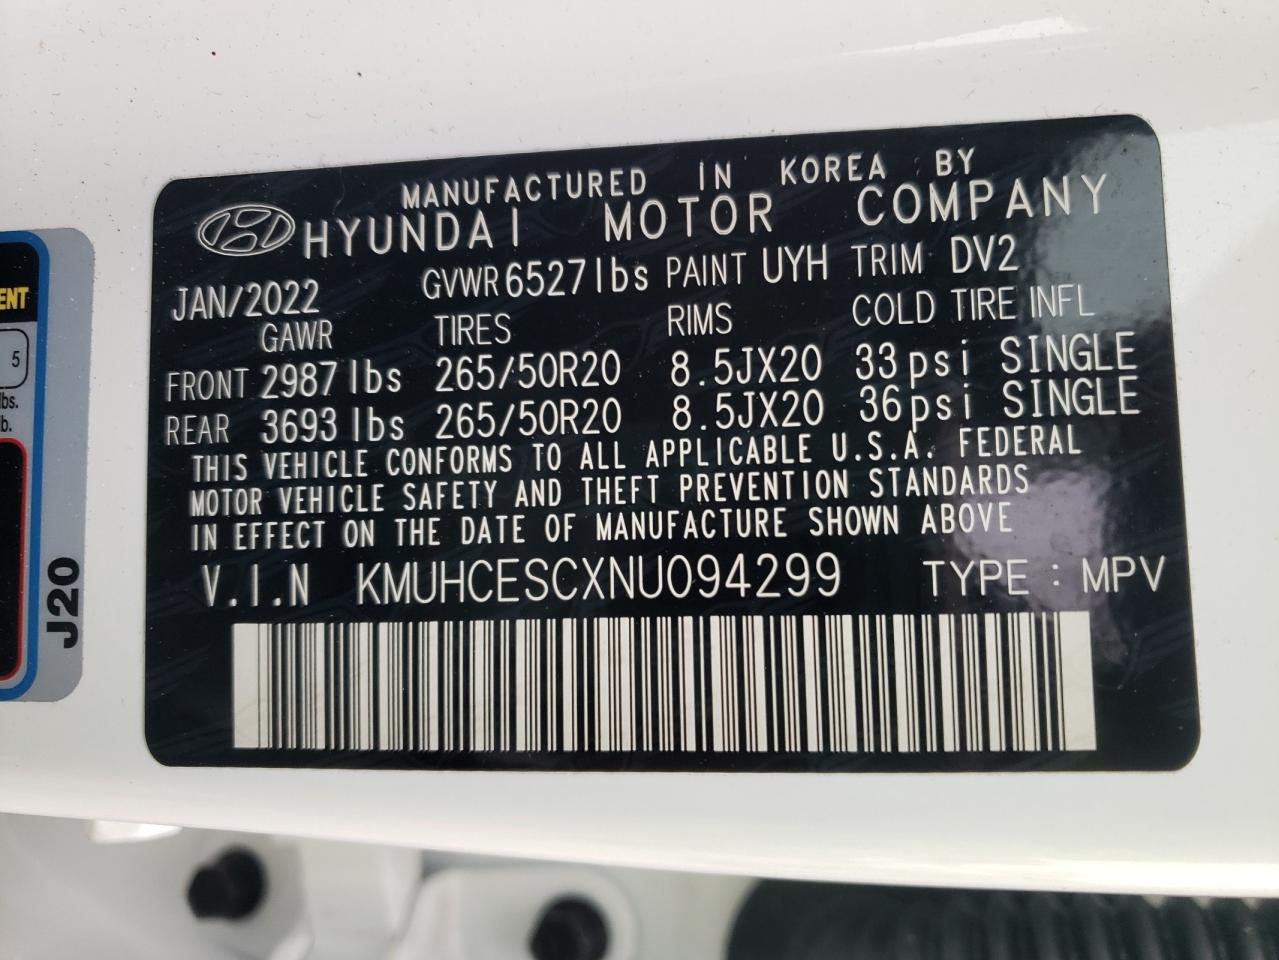 MANUFACTURED IN KOREA BY
HYUNDAI MOTOR COMPANY
JAN/2022 GVWR 6527lbs PAINT UYH TRIM DV2
GAWR TIRES RIMS COLD TIRE INFL
FRONT 2987lbs 265/50R20 8.5JX20 33psi SINGLE
REAR 3693lbs 265/50R20 8.5JX20 36psi SINGLE
THIS VEHICLE CONFORMS TO ALL APPLICABLE U.S.A. FEDERAL
MOTOR VEHICLE SAFETY AND THEFT PREVENTION STANDARDS
IN EFFECT ON THE DATE OF MANUFACTURE SHOWN ABOVE
V.I.N KMUHCESCXNU094299 TYPE : MPV
5
lbs.
J20